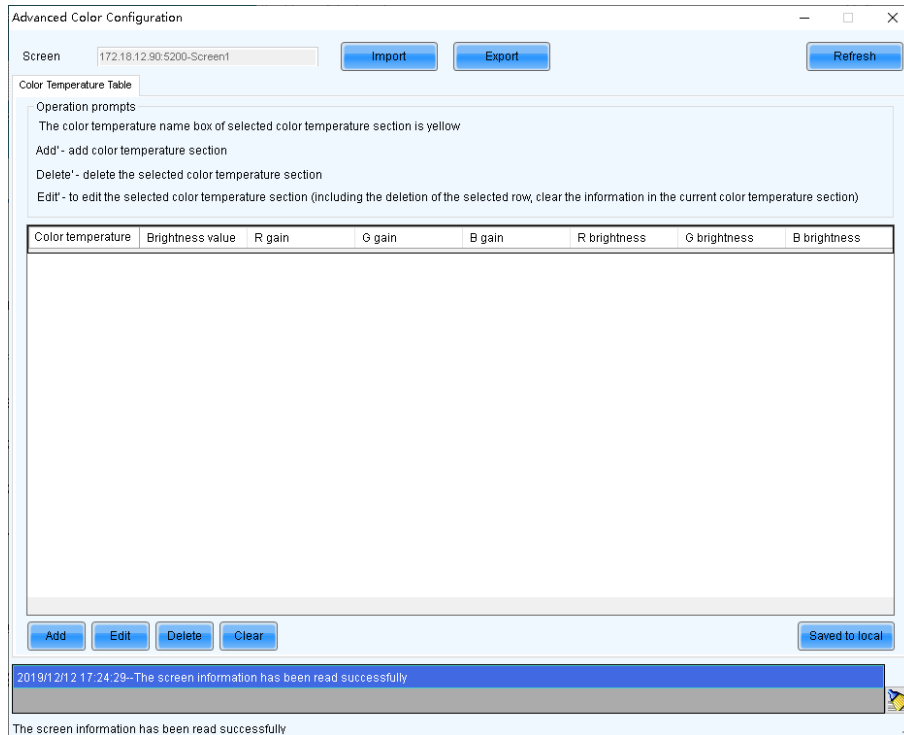 Advanced Color Configuration
Screen 172.18.12.90:5200-Screen1 Import Export Refresh
Color Temperature Table
Operation prompts
The color temperature name box of selected color temperature section is yellow
Add' - add color temperature section
Delete' - delete the selected color temperature section
Edit' - to edit the selected color temperature section (including the deletion of the selected row, clear the information in the current color temperature section)
Color temperature Brightness value R gain G gain B gain R brightness G brightness B brightness
Add Edit Delete Clear Saved to local
2019/12/12 17:24:29--The screen information has been read successfully
The screen information has been read successfully